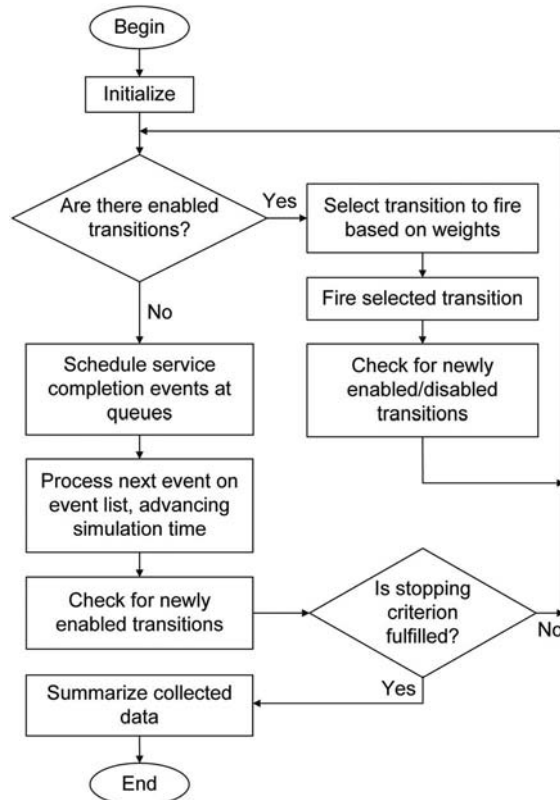 Begin
Initialize
Are there enabled
transitions?
Yes
Select transition to fire
based on weights
Fire selected transition
No
Schedule service
completion events at
queues
Check for newly
enabled/disabled
transitions
Process next event on
event list, advancing
simulation time
Check for newly
enabled transitions
Is stopping
criterion
fulfilled?
No
Yes
Summarize collected
data
End